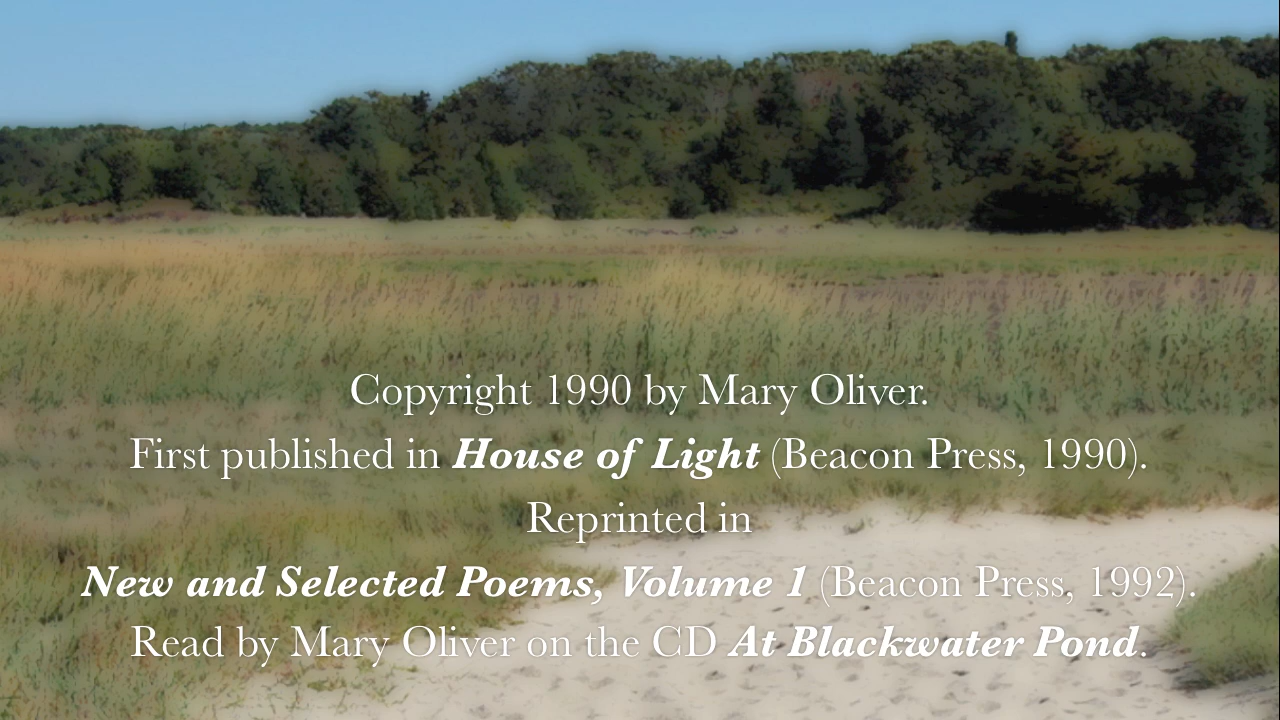 Copyright 1990 by Mary Oliver.
First published in House of Light (Beacon Press, 1990).
Reprinted in
New and Selected Poems, Volume 1 (Beacon Press, 1992).
Read by Mary Oliver on the CD At Blackwater Pond.